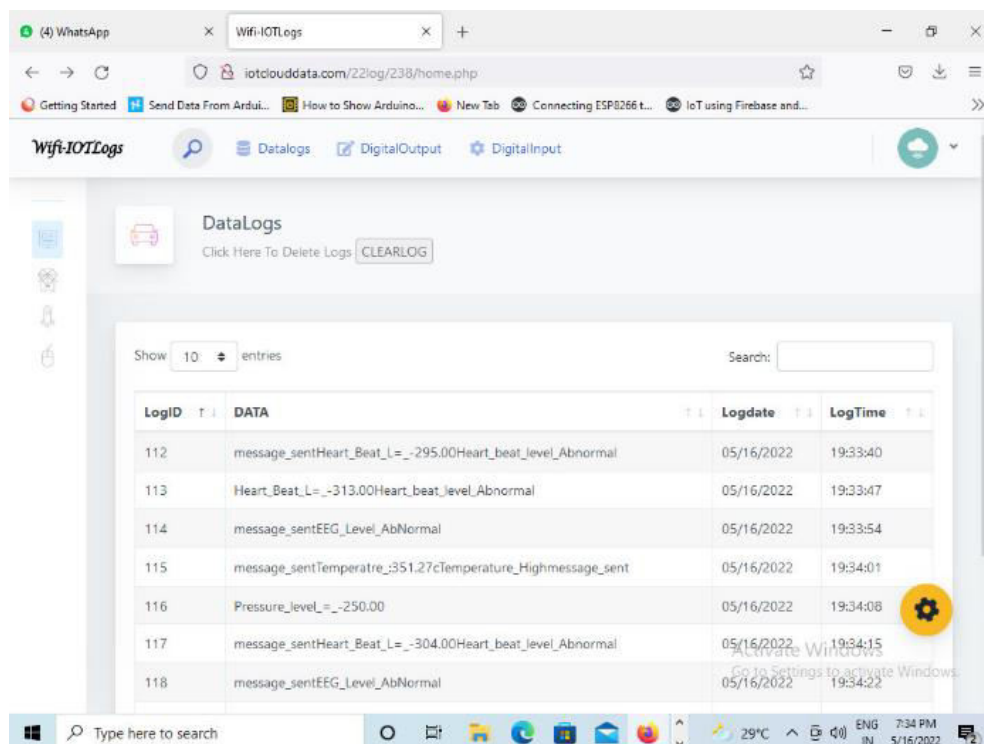 (4) WhatsApp
Wifi-IOTLogs
iotclouddata.com/22log/238/home.php
Getting Started Send Data From Ardui... How to Show Arduino... New Tab Connecting ESP8266 t... IoT using Firebase and...
Wifi-IOTLogs Datalogs DigitalOutput DigitalInput
DataLogs
Click Here To Delete Logs CLEARLOG
Show 10 entries Search:
LogID DATA Logdate LogTime
112 message_sentHeart_Beat_L=_-295.00Heart_beat_level_Abnormal 05/16/2022 19:33:40
113 Heart_Beat_L=_-313.00Heart_beat_level_Abnormal 05/16/2022 19:33:47
114 message_sentEEG_Level_AbNormal 05/16/2022 19:33:54
115 message_sentTemperatre_:351.27cTemperature_Highmessage_sent 05/16/2022 19:34:01
116 Pressure_level_=_-250.00 05/16/2022 19:34:08
117 message_sentHeart_Beat_L=_-304.00Heart_beat_level_Abnormal 05/16/2022 19:34:15
Activate Windows
Go to Settings to activate Windows.
118 message_sentEEG_Level_AbNormal 05/16/2022 19:34:22
Type here to search 29°C ENG 7:34 PM
IN 5/16/2022 2